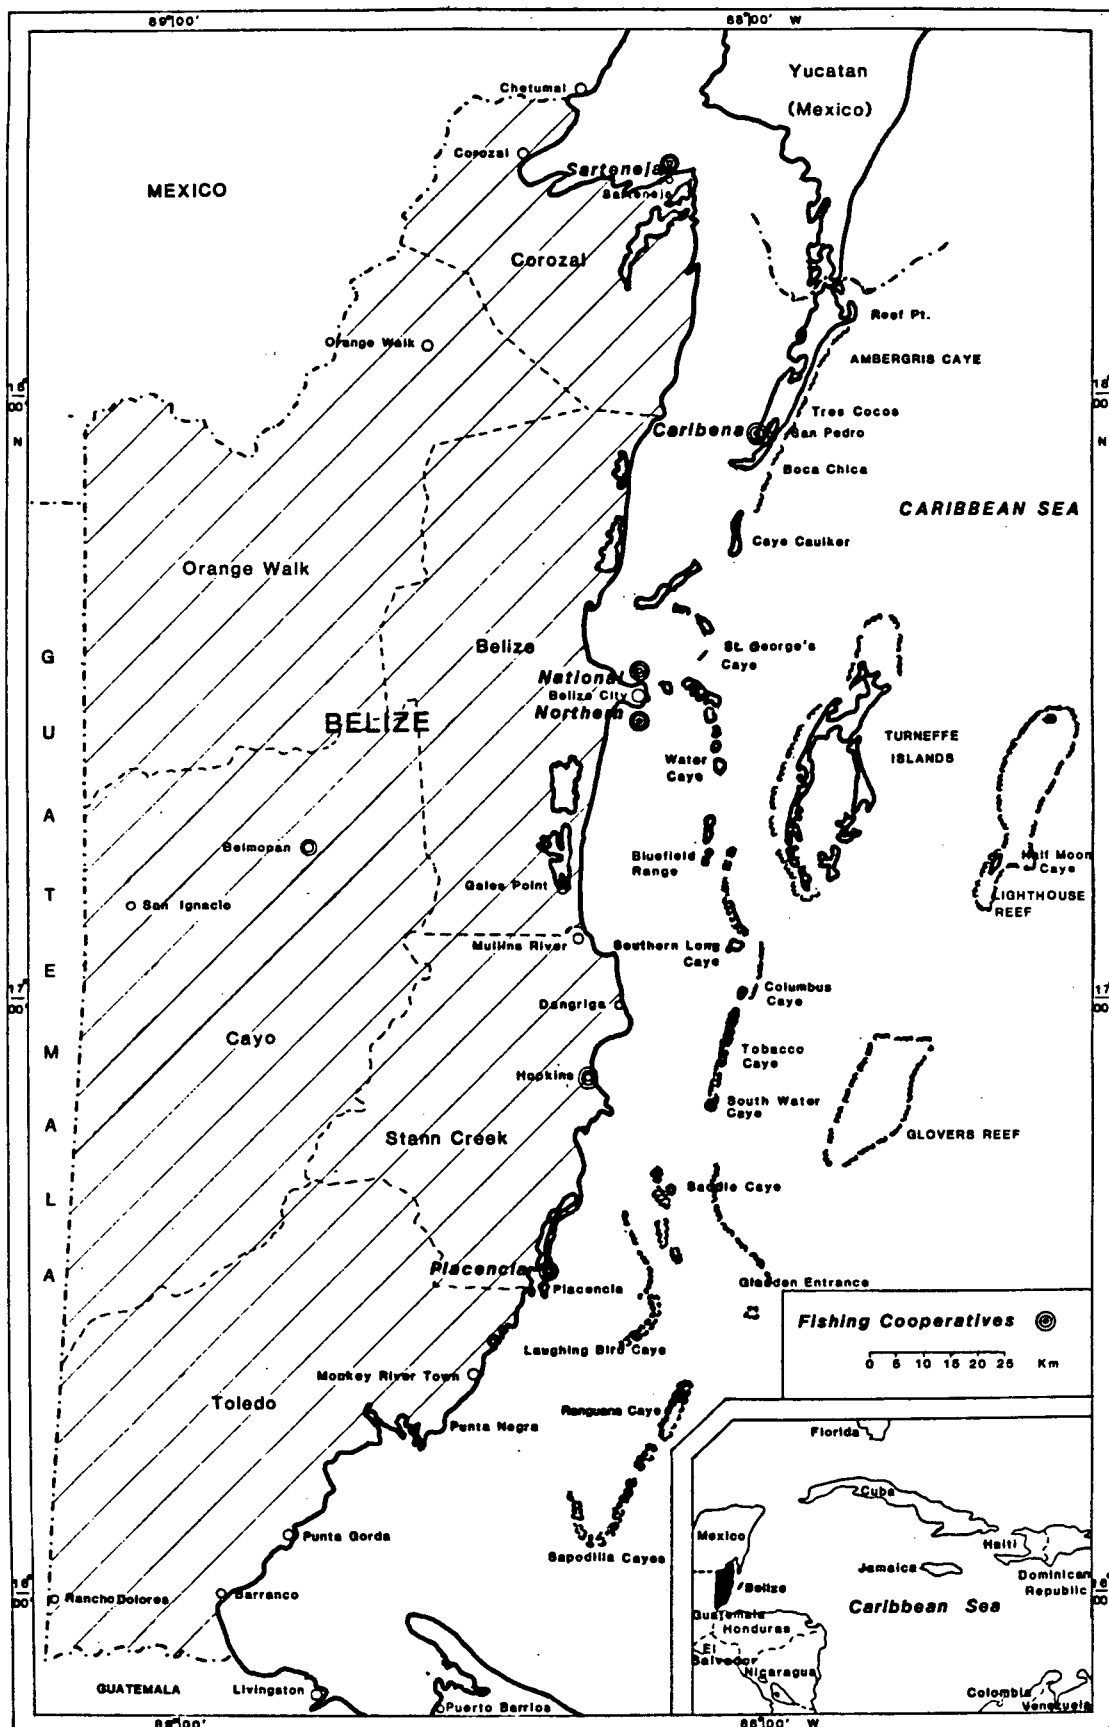 89°00'
88°00' W
Yucatan
(Mexico)
Chetumal
Corozal
Sarteneja
Sarteneja
MEXICO
Corozal
Reef Pt.
Orange Walk
AMBERGRIS CAYE
18°
00'
N
18°
00'
N
Tres Cocos
Caribena
San Pedro
Boca Chica
CARIBBEAN SEA
Caye Caulker
Orange Walk
GUATEMALA
Belize
St. George's
Caye
National
Belize City
Northern
BELIZE
TURNEFFE
ISLANDS
Water
Caye
Belmopan
Bluefield
Range
Half Moon
Caye
Gales Point
LIGHTHOUSE
REEF
San Ignacio
Mullins River
Southern Long
Caye
Columbus
Caye
17°
00'
17°
00'
Dangriga
Cayo
Tobacco
Caye
Hopkins
South Water
Caye
Stann Creek
GLOVERS REEF
Saddle Caye
Placencia
Placencia
Gladden Entrance
Fishing Cooperatives
0 5 10 15 20 25 Km
Laughing Bird Caye
Monkey River Town
Toledo
Ranguana Caye
Punta Negra
Florida
Cuba
Punta Gorda
Mexico
Haiti
Sapodilla Cayes
Jamaica
Dominican
Republic
16°
00'
16°
00'
Rancho Dolores
Barranco
Belize
Caribbean Sea
Guatemala
Honduras
El
Salvador
Nicaragua
GUATEMALA
Livingston
Puerto Barrios
Colombia
Venezuela
89°00'
88°00' W